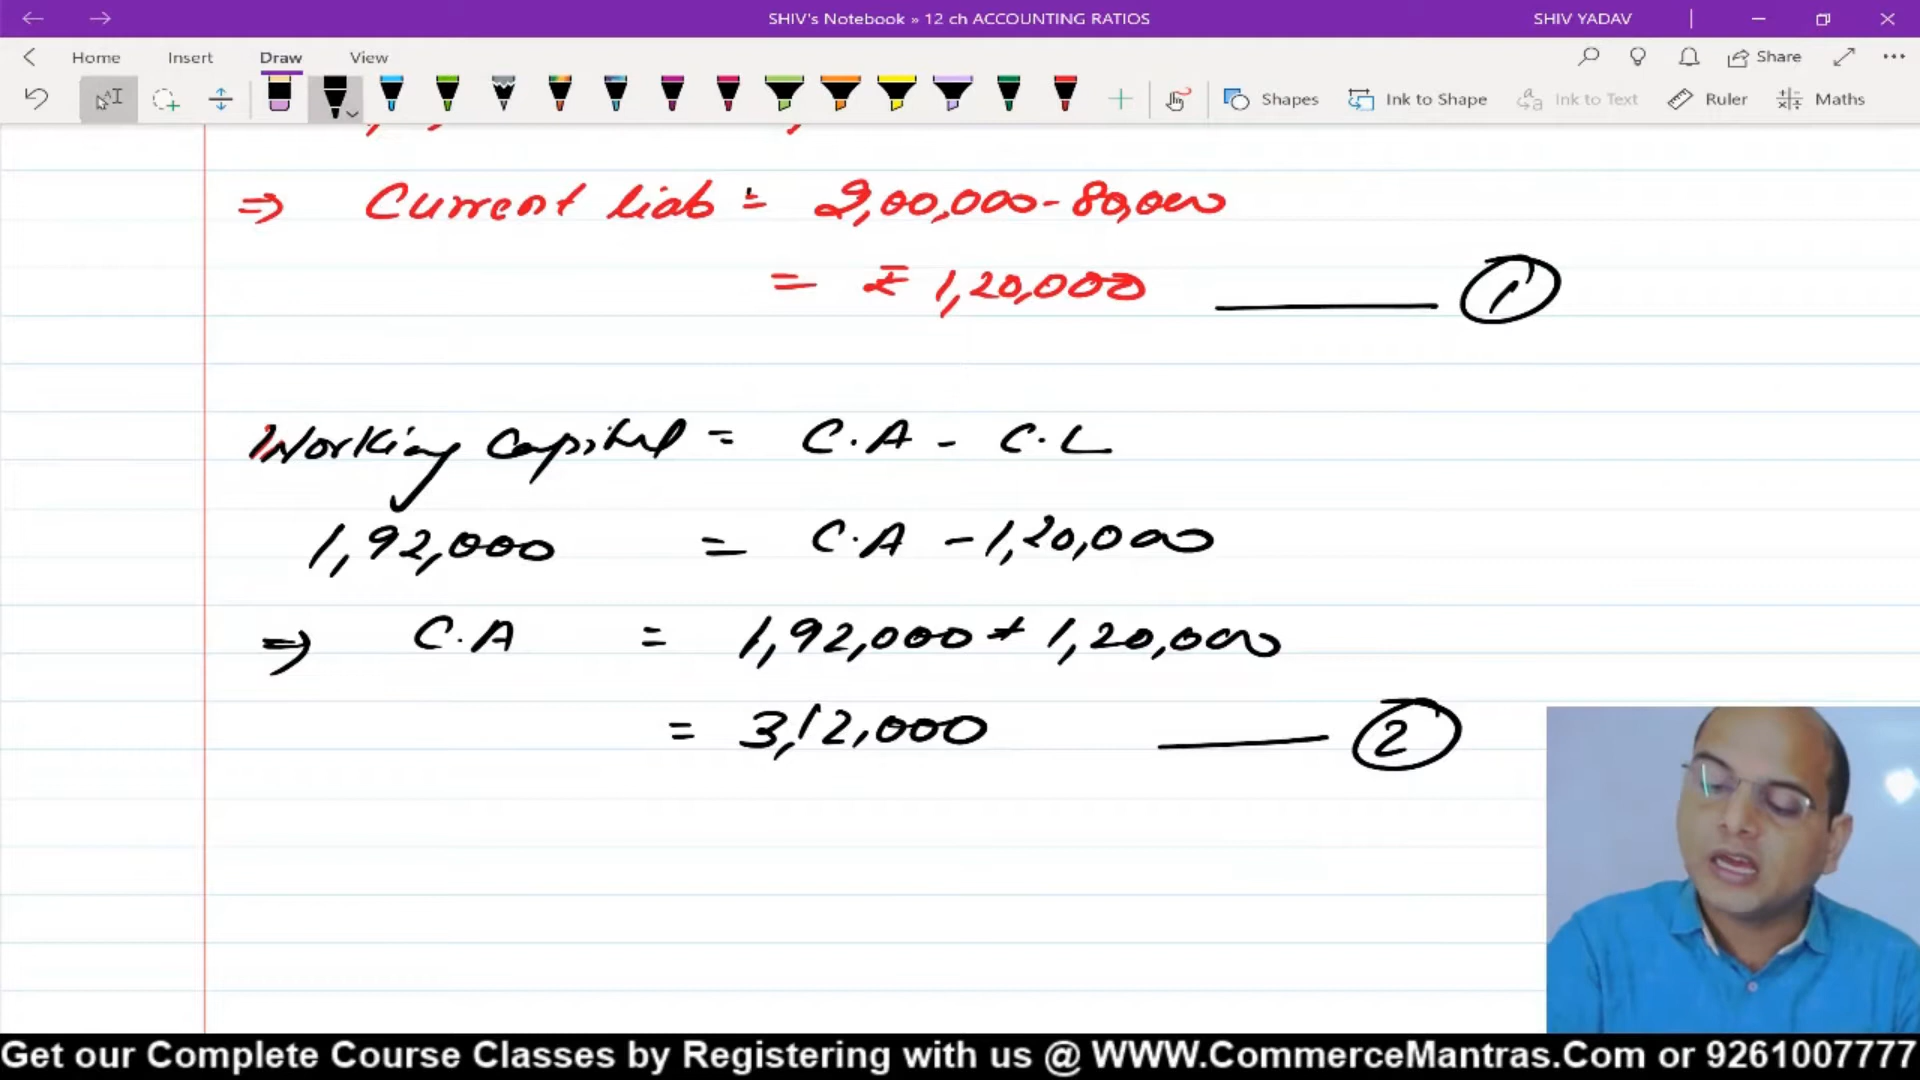 SHIV's Notebook » 12 ch ACCOUNTING RATIOS
SHIV YADAV
Home Insert Draw View
Share
Shapes Ink to Shape Ink to Text Ruler Maths
⇒ Current liab = 2,00,000 - 80,000
= ₹ 1,20,000 ——— 1
Working Capital = C.A - C.L
1,92,000 = C.A - 1,20,000
⇒ C.A = 1,92,000 + 1,20,000
= 3,12,000 ——— 2
Get our Complete Course Classes by Registering with us @ WWW.CommerceMantras.Com or 9261007777